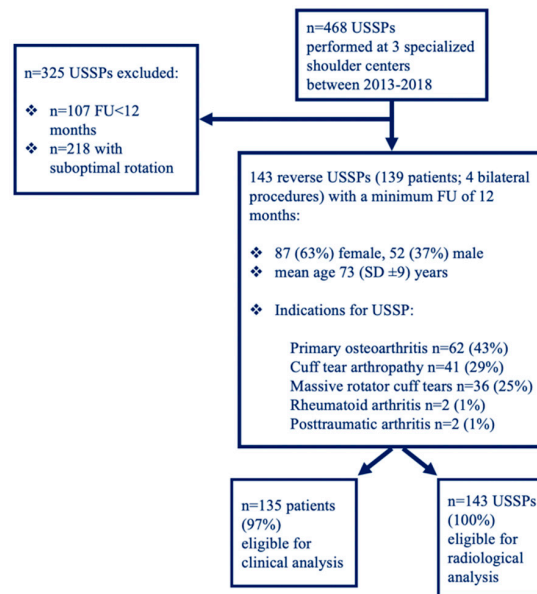 n=468 USSPs
performed at 3 specialized
shoulder centers
between 2013-2018
n=325 USSPs excluded:
❖ n=107 FU<12
months
❖ n=218 with
suboptimal rotation
143 reverse USSPs (139 patients; 4 bilateral
procedures) with a minimum FU of 12
months:
❖ 87 (63%) female, 52 (37%) male
❖ mean age 73 (SD ±9) years
❖ Indications for USSP:
Primary osteoarthritis n=62 (43%)
Cuff tear arthropathy n=41 (29%)
Massive rotator cuff tears n=36 (25%)
Rheumatoid arthritis n=2 (1%)
Posttraumatic arthritis n=2 (1%)
n=135 patients
(97%)
eligible for
clinical analysis
n=143 USSPs
(100%)
eligible for
radiological
analysis